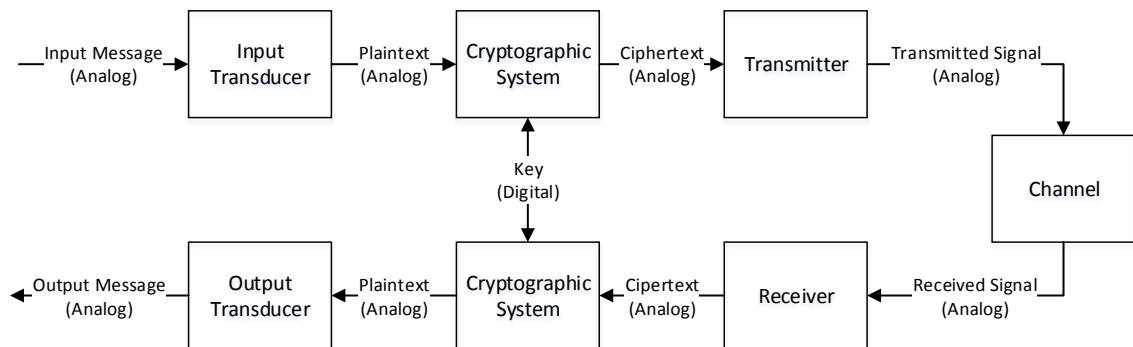 Input Message
(Analog)
Input
Transducer
Plaintext
(Analog)
Cryptographic
System
Ciphertext
(Analog)
Transmitter
Transmitted Signal
(Analog)
Channel
Key
(Digital)
Output Message
(Analog)
Output
Transducer
Plaintext
(Analog)
Cryptographic
System
Cipertext
(Analog)
Receiver
Received Signal
(Analog)